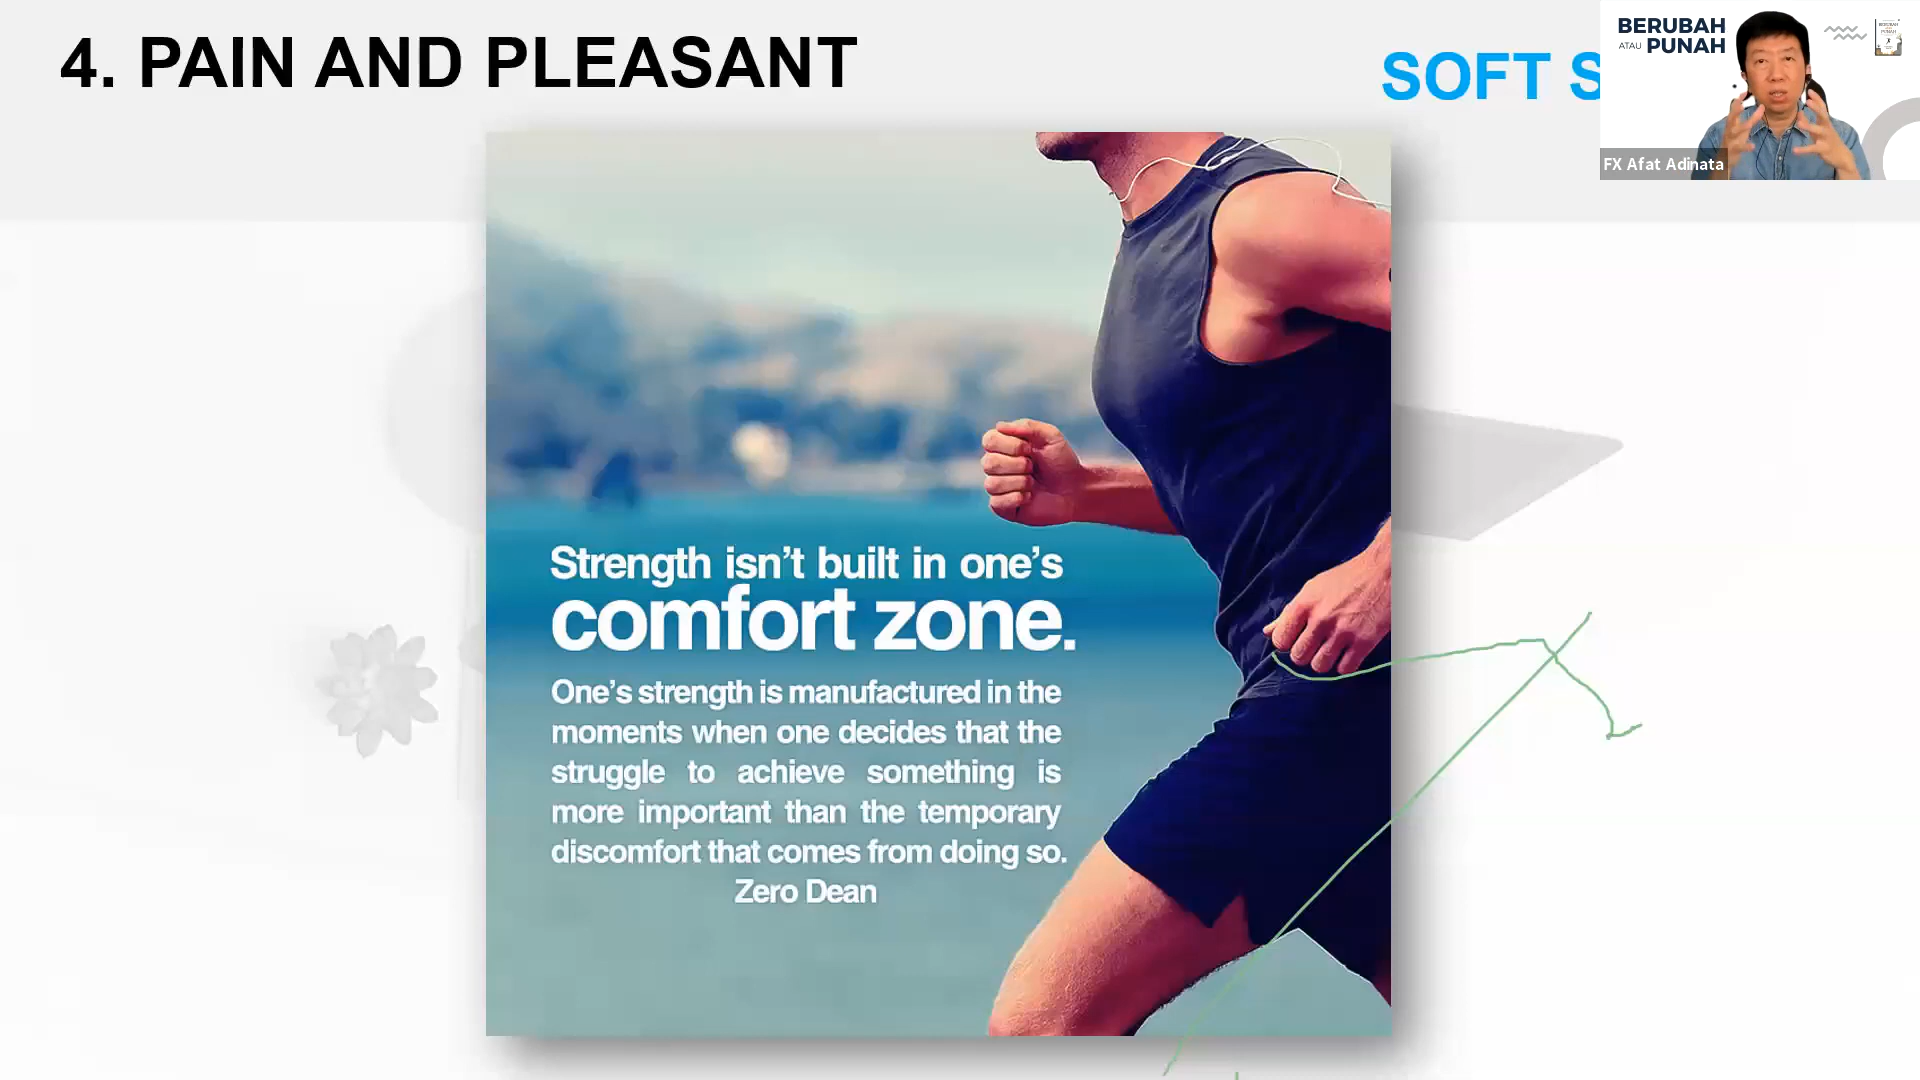 4. PAIN AND PLEASANT
SOFT S
BERUBAH
ATAU PUNAH
FX Afat Adinata
Strength isn’t built in one’s
comfort zone.
One’s strength is manufactured in the
moments when one decides that the
struggle to achieve something is
more important than the temporary
discomfort that comes from doing so.
Zero Dean